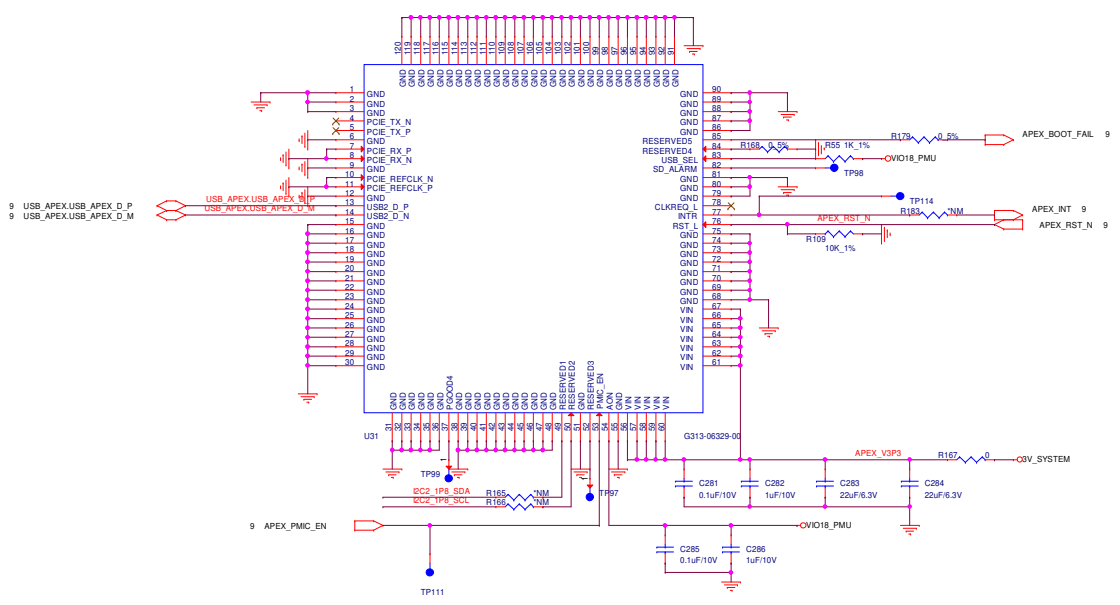 120 119 118 117 116 115 114 113 112 111 110 109 108 107 106 105 104 103 102 101 100 99 98 97 96 95 94 93 92 91
GND GND GND GND GND GND GND GND GND GND GND GND GND GND GND GND GND GND GND GND GND GND GND GND GND GND GND GND GND GND
1 GND
2 GND
3 GND
4 PCIE_TX_N
5 PCIE_TX_P
6 GND
7 PCIE_RX_P
8 PCIE_RX_N
9 GND
10 PCIE_REFCLK_N
11 PCIE_REFCLK_P
12 GND
9 USB_APEX.USB_APEX_D_P USB_APEX.USB_APEX_D_P 13 USB2_D_P
9 USB_APEX.USB_APEX_D_M USB_APEX.USB_APEX_D_M 14 USB2_D_N
15 GND
16 GND
17 GND
18 GND
19 GND
20 GND
21 GND
22 GND
23 GND
24 GND
25 GND
26 GND
27 GND
28 GND
29 GND
30 GND
GND 90
GND 89
GND 88
GND 87
GND 86
RESERVED5 85 R179 0_5% APEX_BOOT_FAIL 9
RESERVED4 84 R168 0_5%
USB_SEL 83 R55 1K_1% VIO18_PMU
SD_ALARM 82 TP98
GND 81
GND 80
GND 79
CLKREQ_L 78 TP114
INTR 77 R183 *NM APEX_INT 9
RST_L 76 APEX_RST_N APEX_RST_N 9
R109
10K_1%
GND 75
GND 74
GND 73
GND 72
GND 71
GND 70
GND 69
GND 68
VIN 67
VIN 66
VIN 65
VIN 64
VIN 63
VIN 62
VIN 61
GND GND GND GND GND GND PGOOD4 GND GND GND GND GND GND GND GND GND GND GND RESERVED1 RESERVED2 GND RESERVED3 PMIC_EN AON GND VIN VIN VIN VIN VIN
31 32 33 34 35 36 37 38 39 40 41 42 43 44 45 46 47 48 49 50 51 52 53 54 55 56 57 58 59 60
U31
G313-06329-00
APEX_V3P3 R167 0 3V_SYSTEM
1 TP99
1 TP97
C281
0.1uF/10V
C282
1uF/10V
C283
22uF/6.3V
C284
22uF/6.3V
I2C2_1P8_SDA R165 *NM
I2C2_1P8_SCL R166 *NM
9 APEX_PMIC_EN
VIO18_PMU
C285
0.1uF/10V
C286
1uF/10V
TP111